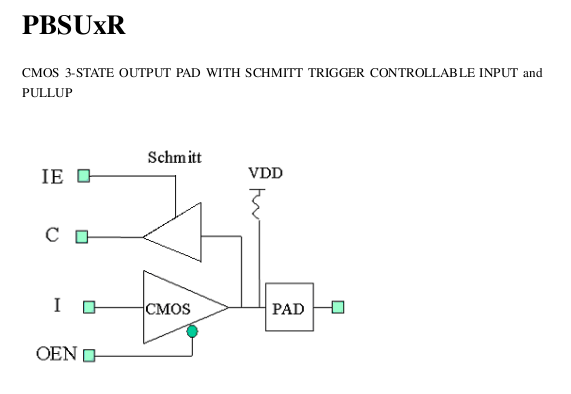 PBSUxR
CMOS 3-STATE OUTPUT PAD WITH SCHMITT TRIGGER CONTROLLABLE INPUT and
PULLUP
Schmitt
IE
VDD
C
I
CMOS
PAD
OEN